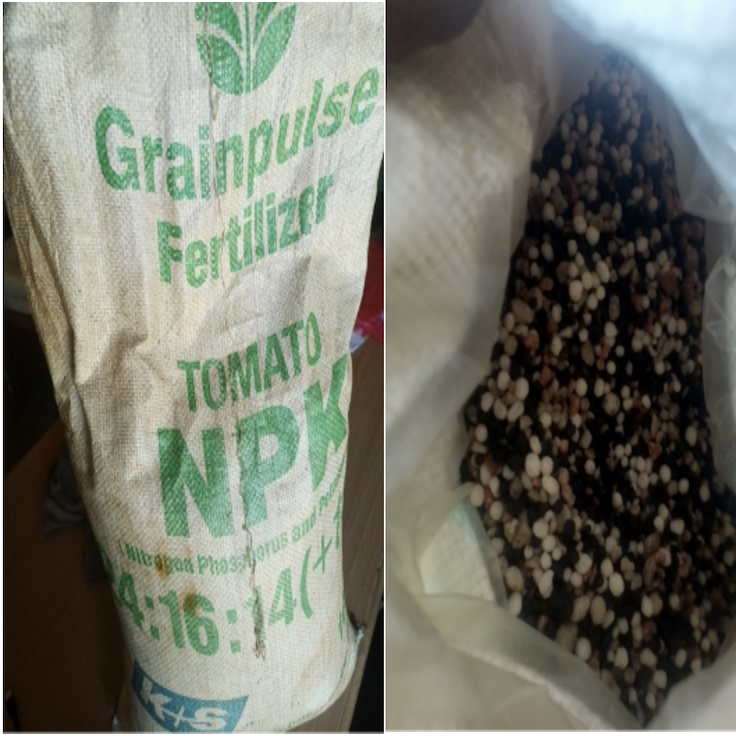 Grainpulse
Fertilizer
TOMATO
NPK
(Nitrogen Phosphorus and
4:16:14(+
K+S